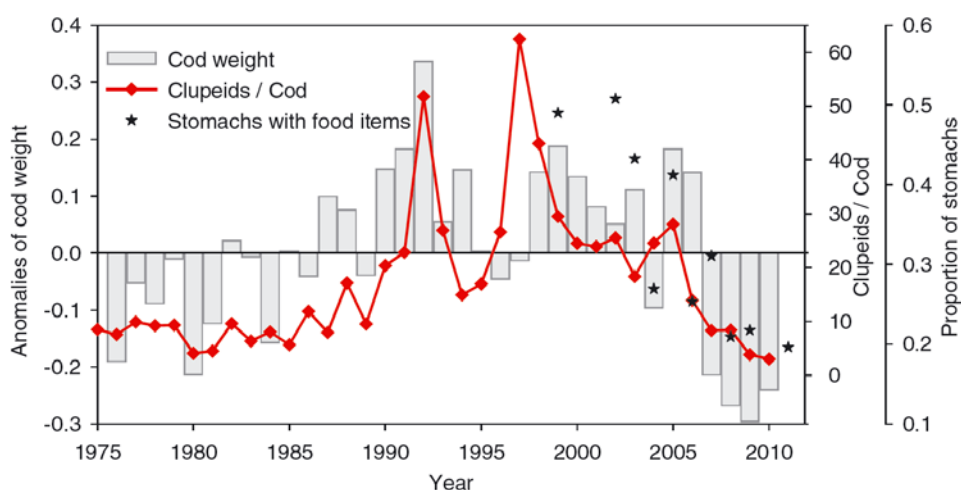 Cod weight
Clupeids / Cod
Stomachs with food items
Anomalies of cod weight
0.4
0.3
0.2
0.1
0.0
-0.1
-0.2
-0.3
1975 1980 1985 1990 1995 2000 2005 2010
Year
60
50
40
30
20
10
0
Clupeids / Cod
0.6
0.5
0.4
0.3
0.2
0.1
Proportion of stomachs